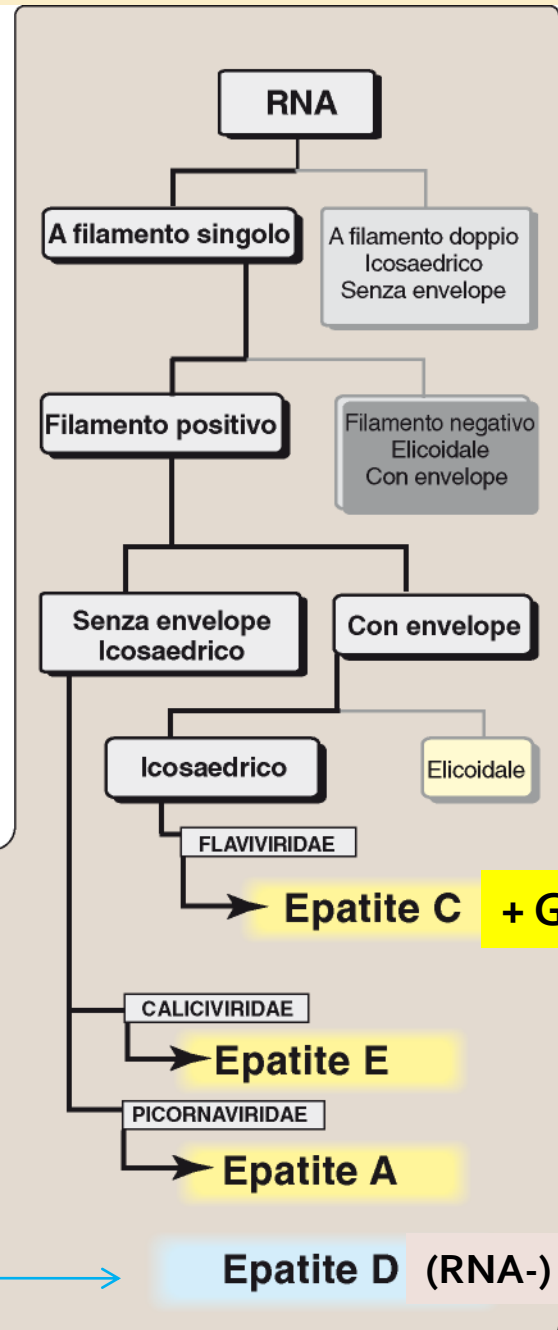 RNA
A filamento singolo
A filamento doppio
Icosaedrico
Senza envelope
Filamento positivo
Filamento negativo
Elicoidale
Con envelope
Senza envelope
Icosaedrico
Con envelope
Icosaedrico
Elicoidale
FLAVIVIRIDAE
Epatite C + G
CALICIVIRIDAE
Epatite E
PICORNAVIRIDAE
Epatite A
Epatite D (RNA-)